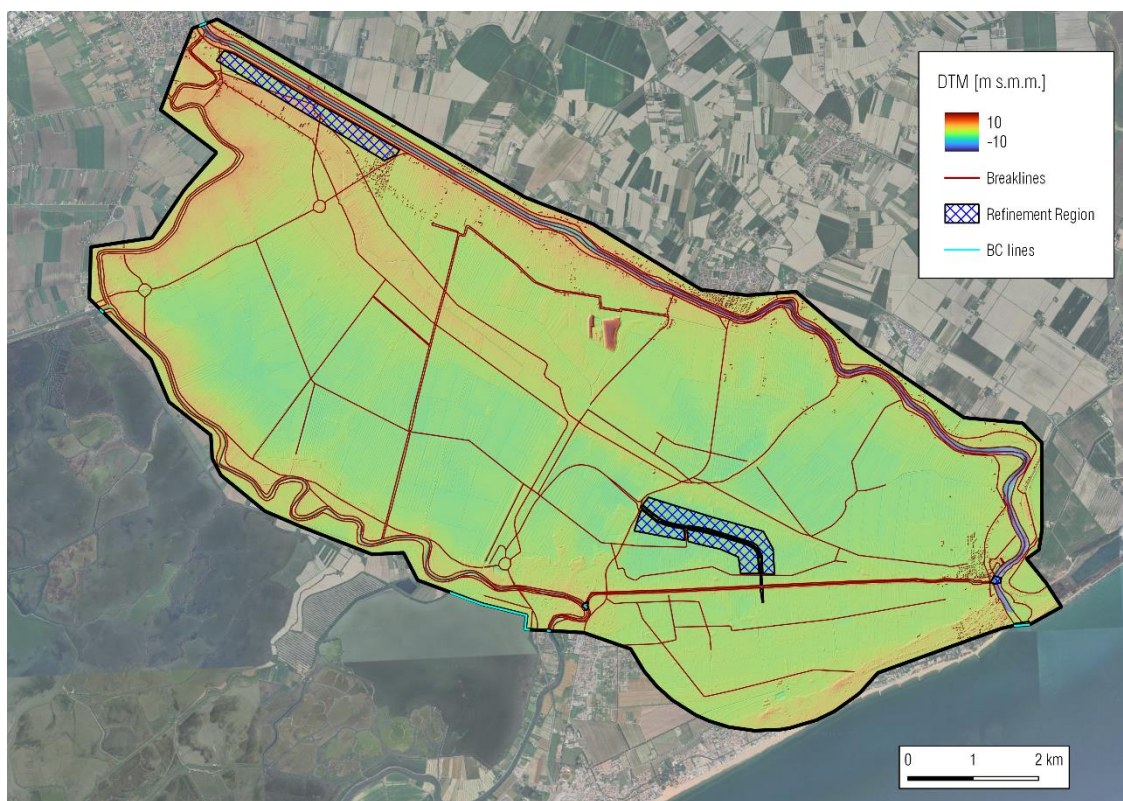 DTM [m s.m.m.]
10
-10
Breaklines
Refinement Region
BC lines
0 1 2 km